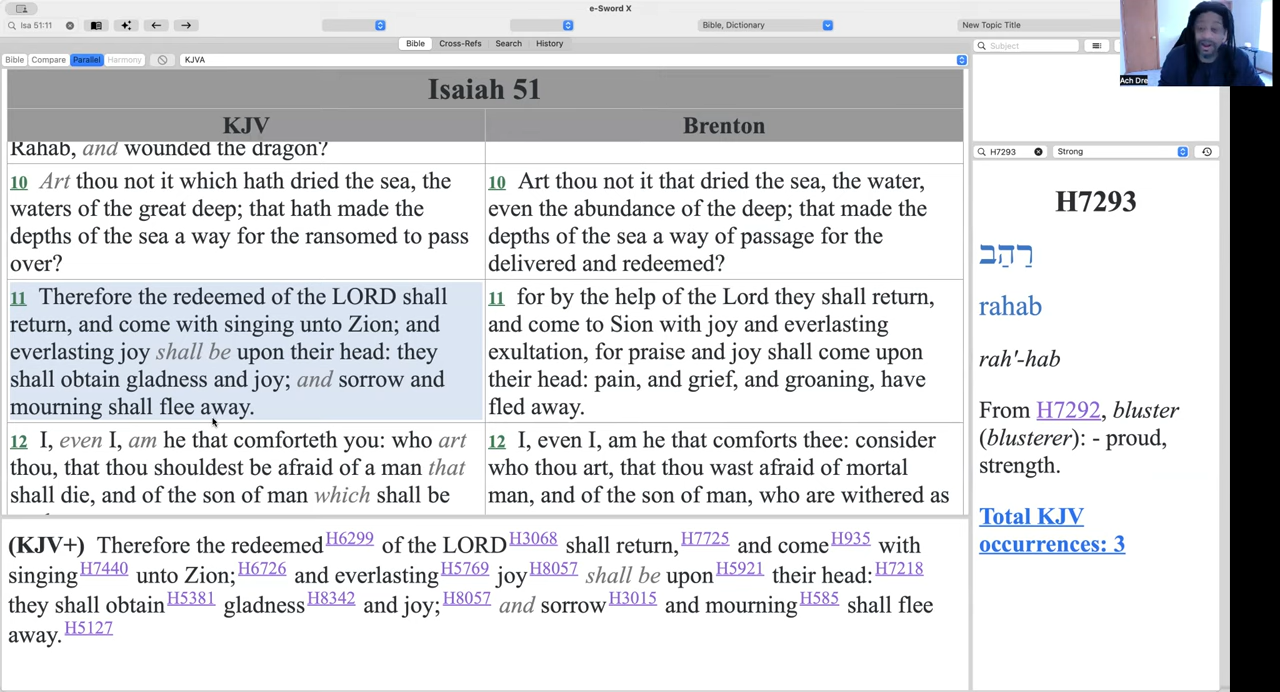 e-Sword X
Isa 51:11
Bible, Dictionary
New Topic Title
Bible Cross-Refs Search History
Subject
Bible Compare Parallel Harmony
KJVA
Ach Dre
Isaiah 51
KJV
Brenton
Rahab, and wounded the dragon?
10 Art thou not it which hath dried the sea, the
waters of the great deep; that hath made the
depths of the sea a way for the ransomed to pass
over?
10 Art thou not it that dried the sea, the water,
even the abundance of the deep; that made the
depths of the sea a way of passage for the
delivered and redeemed?
11 Therefore the redeemed of the LORD shall
return, and come with singing unto Zion; and
everlasting joy shall be upon their head: they
shall obtain gladness and joy; and sorrow and
mourning shall flee away.
11 for by the help of the Lord they shall return,
and come to Sion with joy and everlasting
exultation, for praise and joy shall come upon
their head: pain, and grief, and groaning, have
fled away.
12 I, even I, am he that comforteth you: who art
thou, that thou shouldest be afraid of a man that
shall die, and of the son of man which shall be
12 I, even I, am he that comforts thee: consider
who thou art, that thou wast afraid of mortal
man, and of the son of man, who are withered as
(KJV+) Therefore the redeemed H6299 of the LORD H3068 shall return, H7725 and come H935 with
singing H7440 unto Zion; H6726 and everlasting H5769 joy H8057 shall be upon H5921 their head: H7218
they shall obtain H5381 gladness H8342 and joy; H8057 and sorrow H3015 and mourning H585 shall flee
away. H5127
H7293
Strong
H7293
רַהַב
rahab
rah'-hab
From H7292, bluster
(blusterer): - proud,
strength.
Total KJV
occurrences: 3